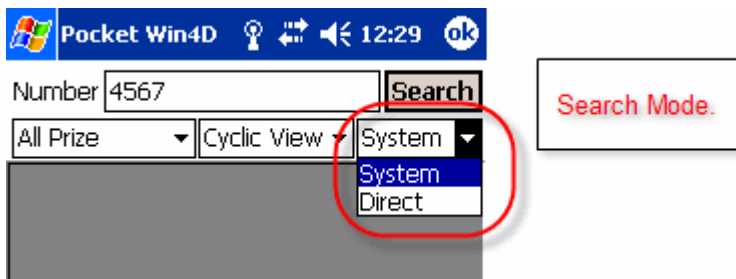 Pocket Win4D 12:29 ok
Number 4567 Search
All Prize Cyclic View System
System
Direct
Search Mode.